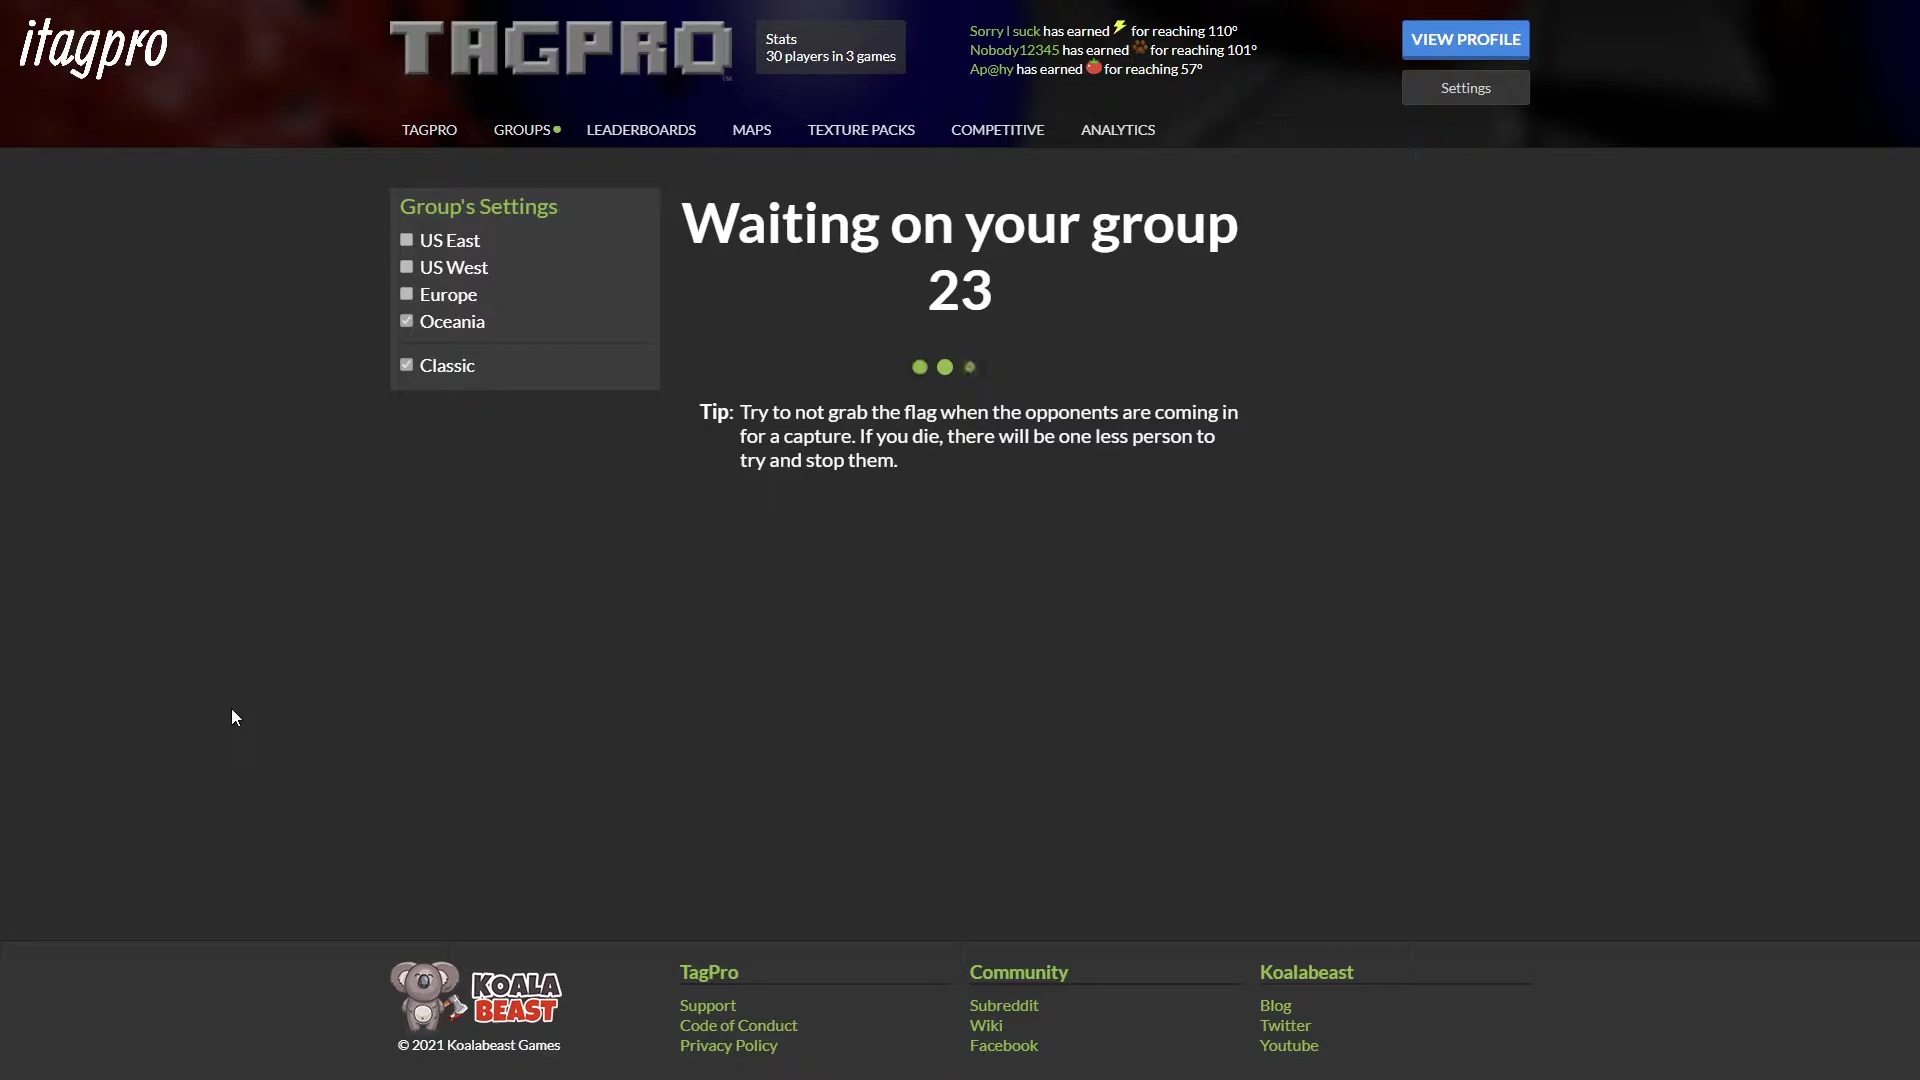 itagpro
TAGPRO
Stats
30 players in 3 games
Sorry I suck has earned for reaching 110°
Nobody12345 has earned for reaching 101°
Ap@hy has earned for reaching 57°
VIEW PROFILE
Settings
TAGPRO GROUPS LEADERBOARDS MAPS TEXTURE PACKS COMPETITIVE ANALYTICS
Group's Settings
US East
US West
Europe
Oceania
Classic
Waiting on your group
23
Tip: Try to not grab the flag when the opponents are coming in
for a capture. If you die, there will be one less person to
try and stop them.
KOALA
BEAST
© 2021 Koalabeast Games
TagPro
Support
Code of Conduct
Privacy Policy
Community
Subreddit
Wiki
Facebook
Koalabeast
Blog
Twitter
Youtube